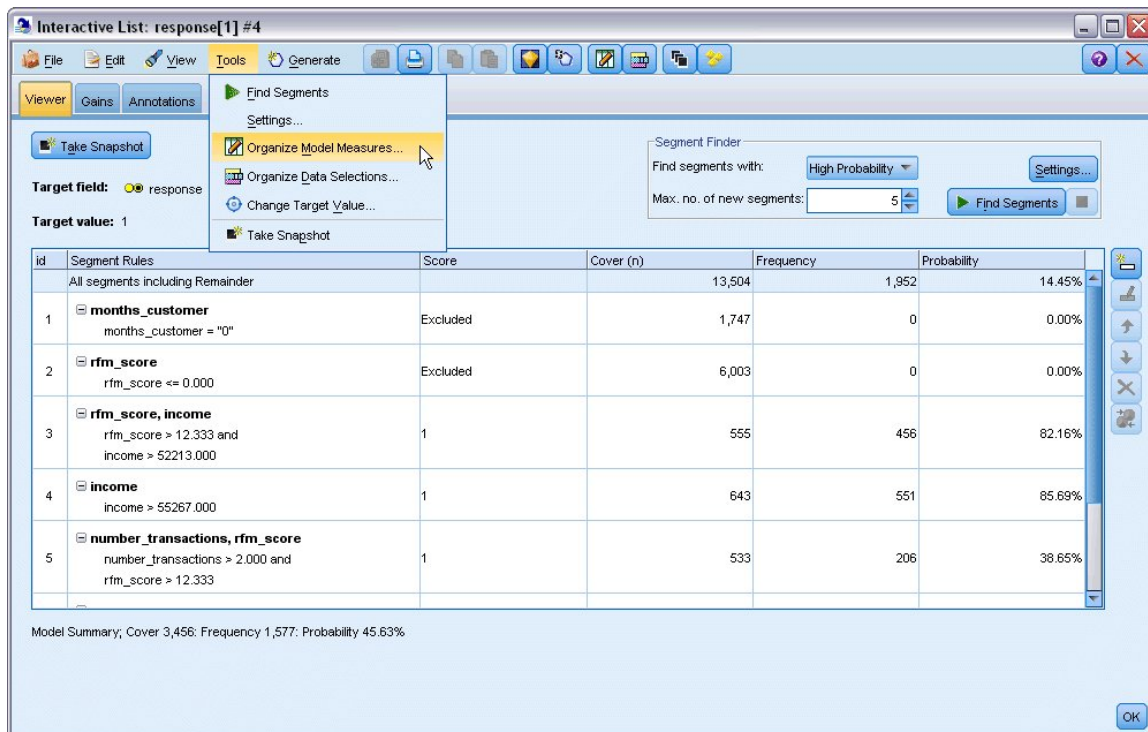 Interactive List: response[1] #4
File Edit View Tools Generate
Viewer Gains Annotations
Find Segments
Settings...
Organize Model Measures...
Organize Data Selections...
Change Target Value...
Take Snapshot
Take Snapshot
Target field: response
Target value: 1
Segment Finder
Find segments with: High Probability Settings...
Max. no. of new segments: 5 Find Segments
id Segment Rules Score Cover (n) Frequency Probability
All segments including Remainder 13,504 1,952 14.45%
1 months_customer Excluded 1,747 0 0.00%
months_customer = "0"
2 rfm_score Excluded 6,003 0 0.00%
rfm_score <= 0.000
3 rfm_score, income 1 555 456 82.16%
rfm_score > 12.333 and
income > 52213.000
4 income 1 643 551 85.69%
income > 55267.000
5 number_transactions, rfm_score 1 533 206 38.65%
number_transactions > 2.000 and
rfm_score > 12.333
Model Summary; Cover 3,456: Frequency 1,577: Probability 45.63%
OK